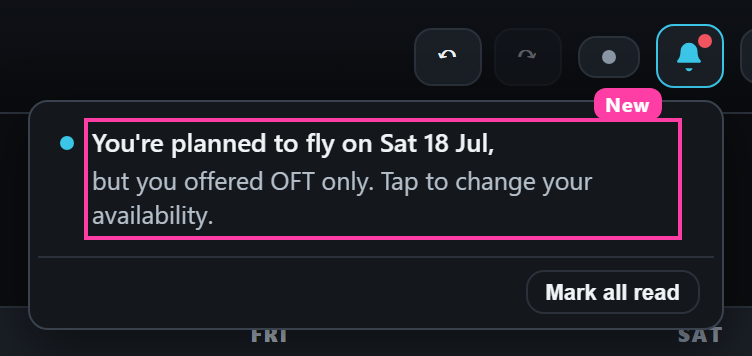 New
You're planned to fly on Sat 18 Jul,
but you offered OFT only. Tap to change your
availability.
Mark all read
FRI
SAT